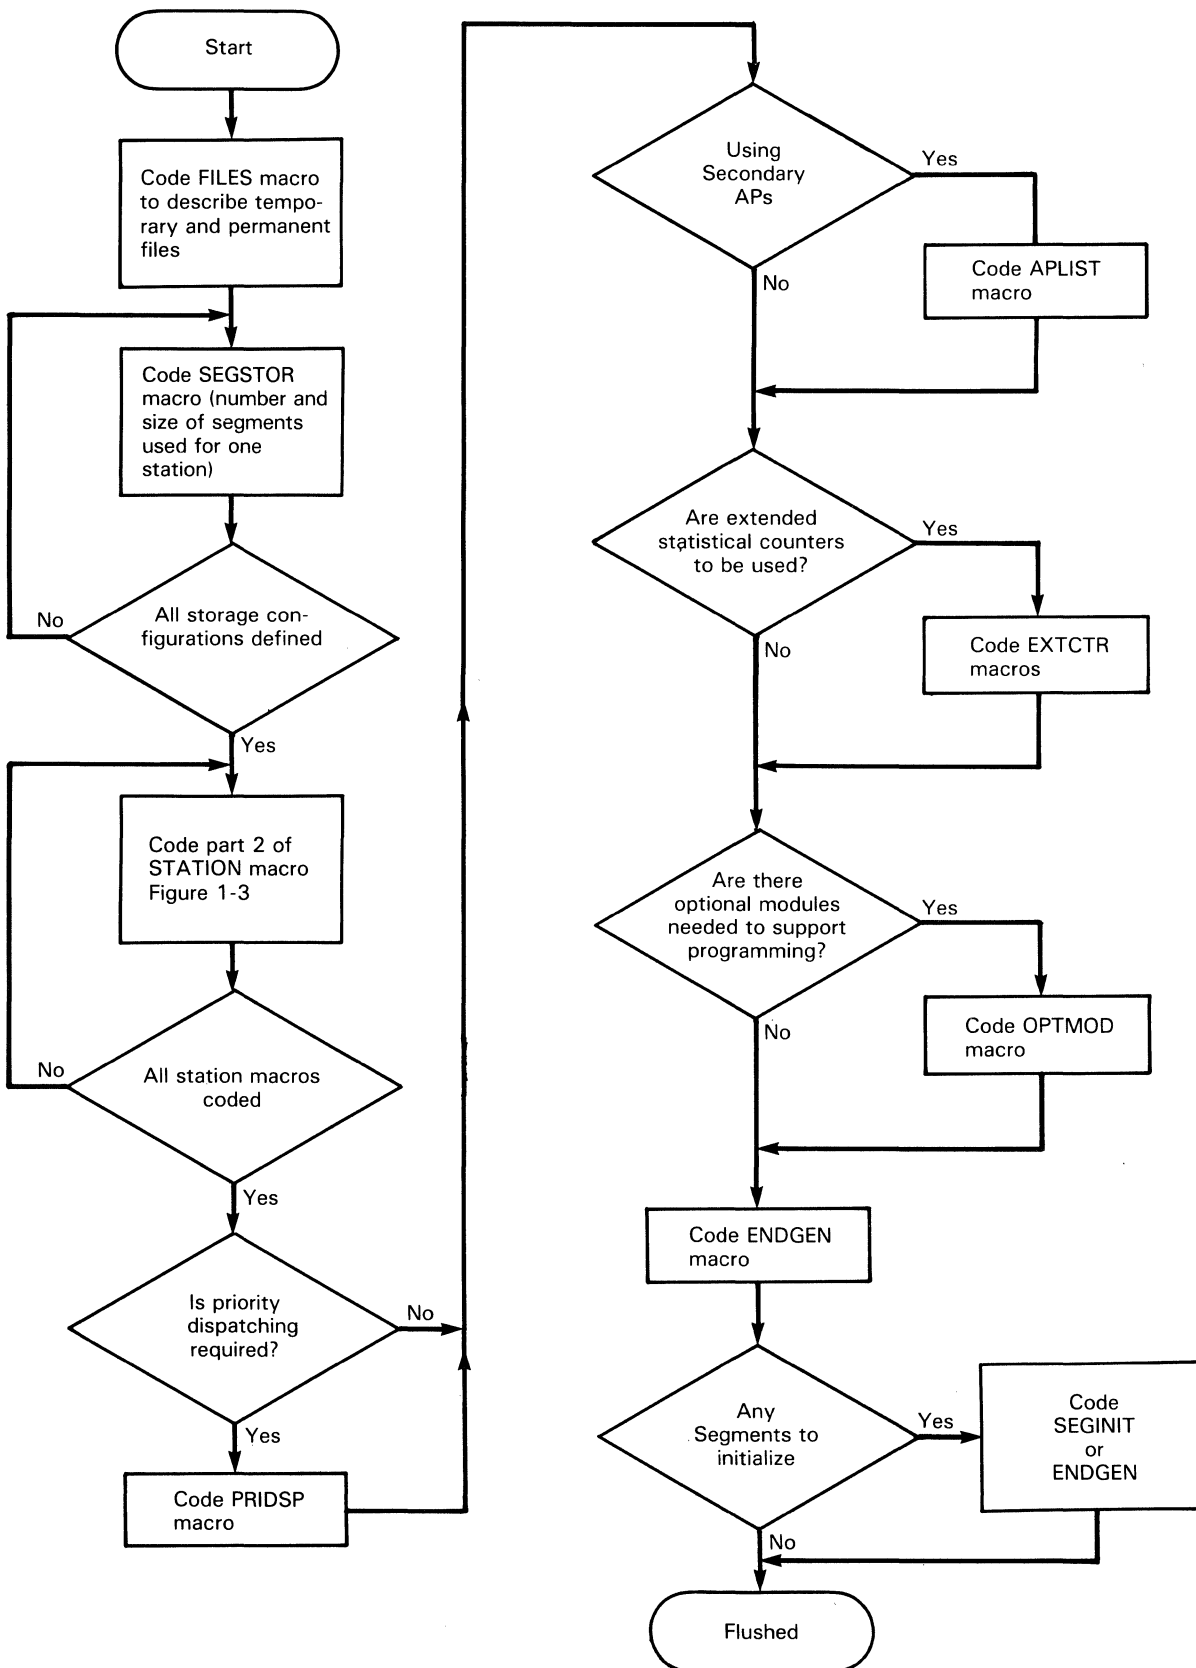 Start
Code FILES macro
to describe tempo-
rary and permanent
files
Code SEGSTOR
macro (number and
size of segments
used for one
station)
All storage con-
figurations defined
No
Yes
Code part 2 of
STATION macro
Figure 1-3
All station macros
coded
No
Yes
Is priority
dispatching
required?
No
Yes
Code PRIDSP
macro
Using
Secondary
APs
Yes
No
Code APLIST
macro
Are extended
statistical counters
to be used?
Yes
No
Code EXTCTR
macros
Are there
optional modules
needed to support
programming?
Yes
No
Code OPTMOD
macro
Code ENDGEN
macro
Any
Segments to
initialize
Yes
No
Code
SEGINIT
or
ENDGEN
Flushed